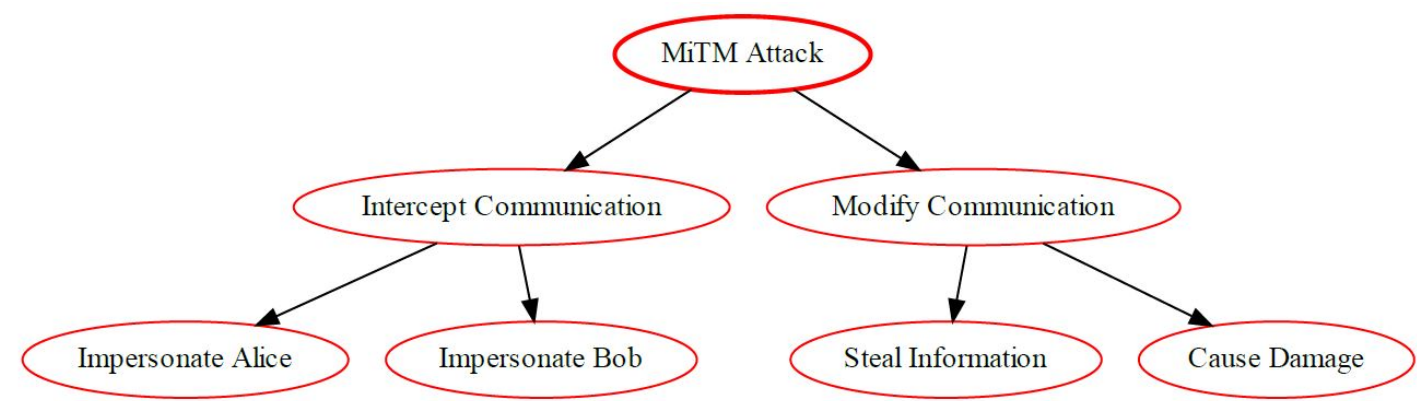 MiTM Attack
Intercept Communication
Modify Communication
Impersonate Alice
Impersonate Bob
Steal Information
Cause Damage